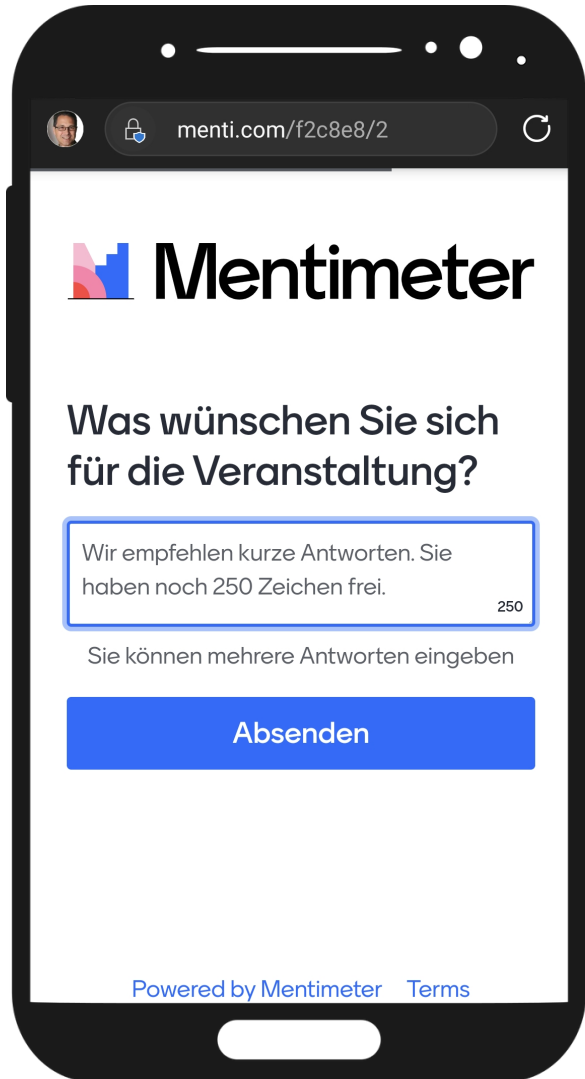 menti.com/f2c8e8/2
Mentimeter
Was wünschen Sie sich
für die Veranstaltung?
Wir empfehlen kurze Antworten. Sie
haben noch 250 Zeichen frei.
250
Sie können mehrere Antworten eingeben
Absenden
Powered by Mentimeter Terms